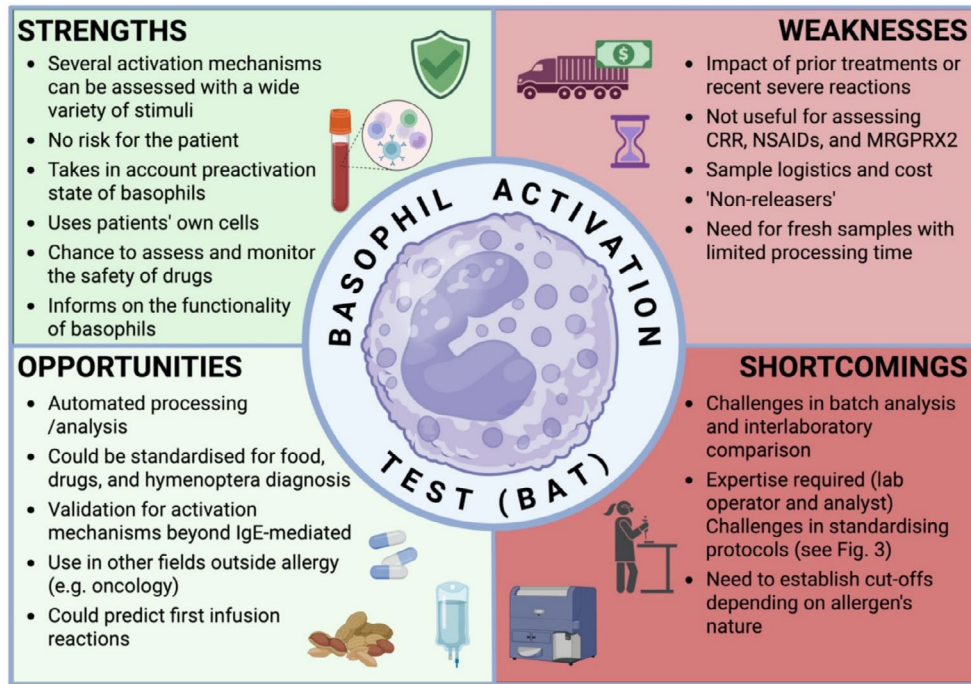 STRENGTHS
• Several activation mechanisms
can be assessed with a wide
variety of stimuli
• No risk for the patient
• Takes in account preactivation
state of basophils
• Uses patients' own cells
• Chance to assess and monitor
the safety of drugs
• Informs on the functionality
of basophils
WEAKNESSES
$
• Impact of prior treatments or
recent severe reactions
• Not useful for assessing
CRR, NSAIDs, and MRGPRX2
• Sample logistics and cost
• 'Non-releasers'
• Need for fresh samples with
limited processing time
BASOPHIL ACTIVATION
TEST (BAT)
OPPORTUNITIES
• Automated processing
/analysis
• Could be standardised for food,
drugs, and hymenoptera diagnosis
• Validation for activation
mechanisms beyond IgE-mediated
• Use in other fields outside allergy
(e.g. oncology)
• Could predict first infusion
reactions
SHORTCOMINGS
• Challenges in batch analysis
and interlaboratory
comparison
• Expertise required (lab
operator and analyst)
Challenges in standardising
protocols (see Fig. 3)
• Need to establish cut-offs
depending on allergen's
nature